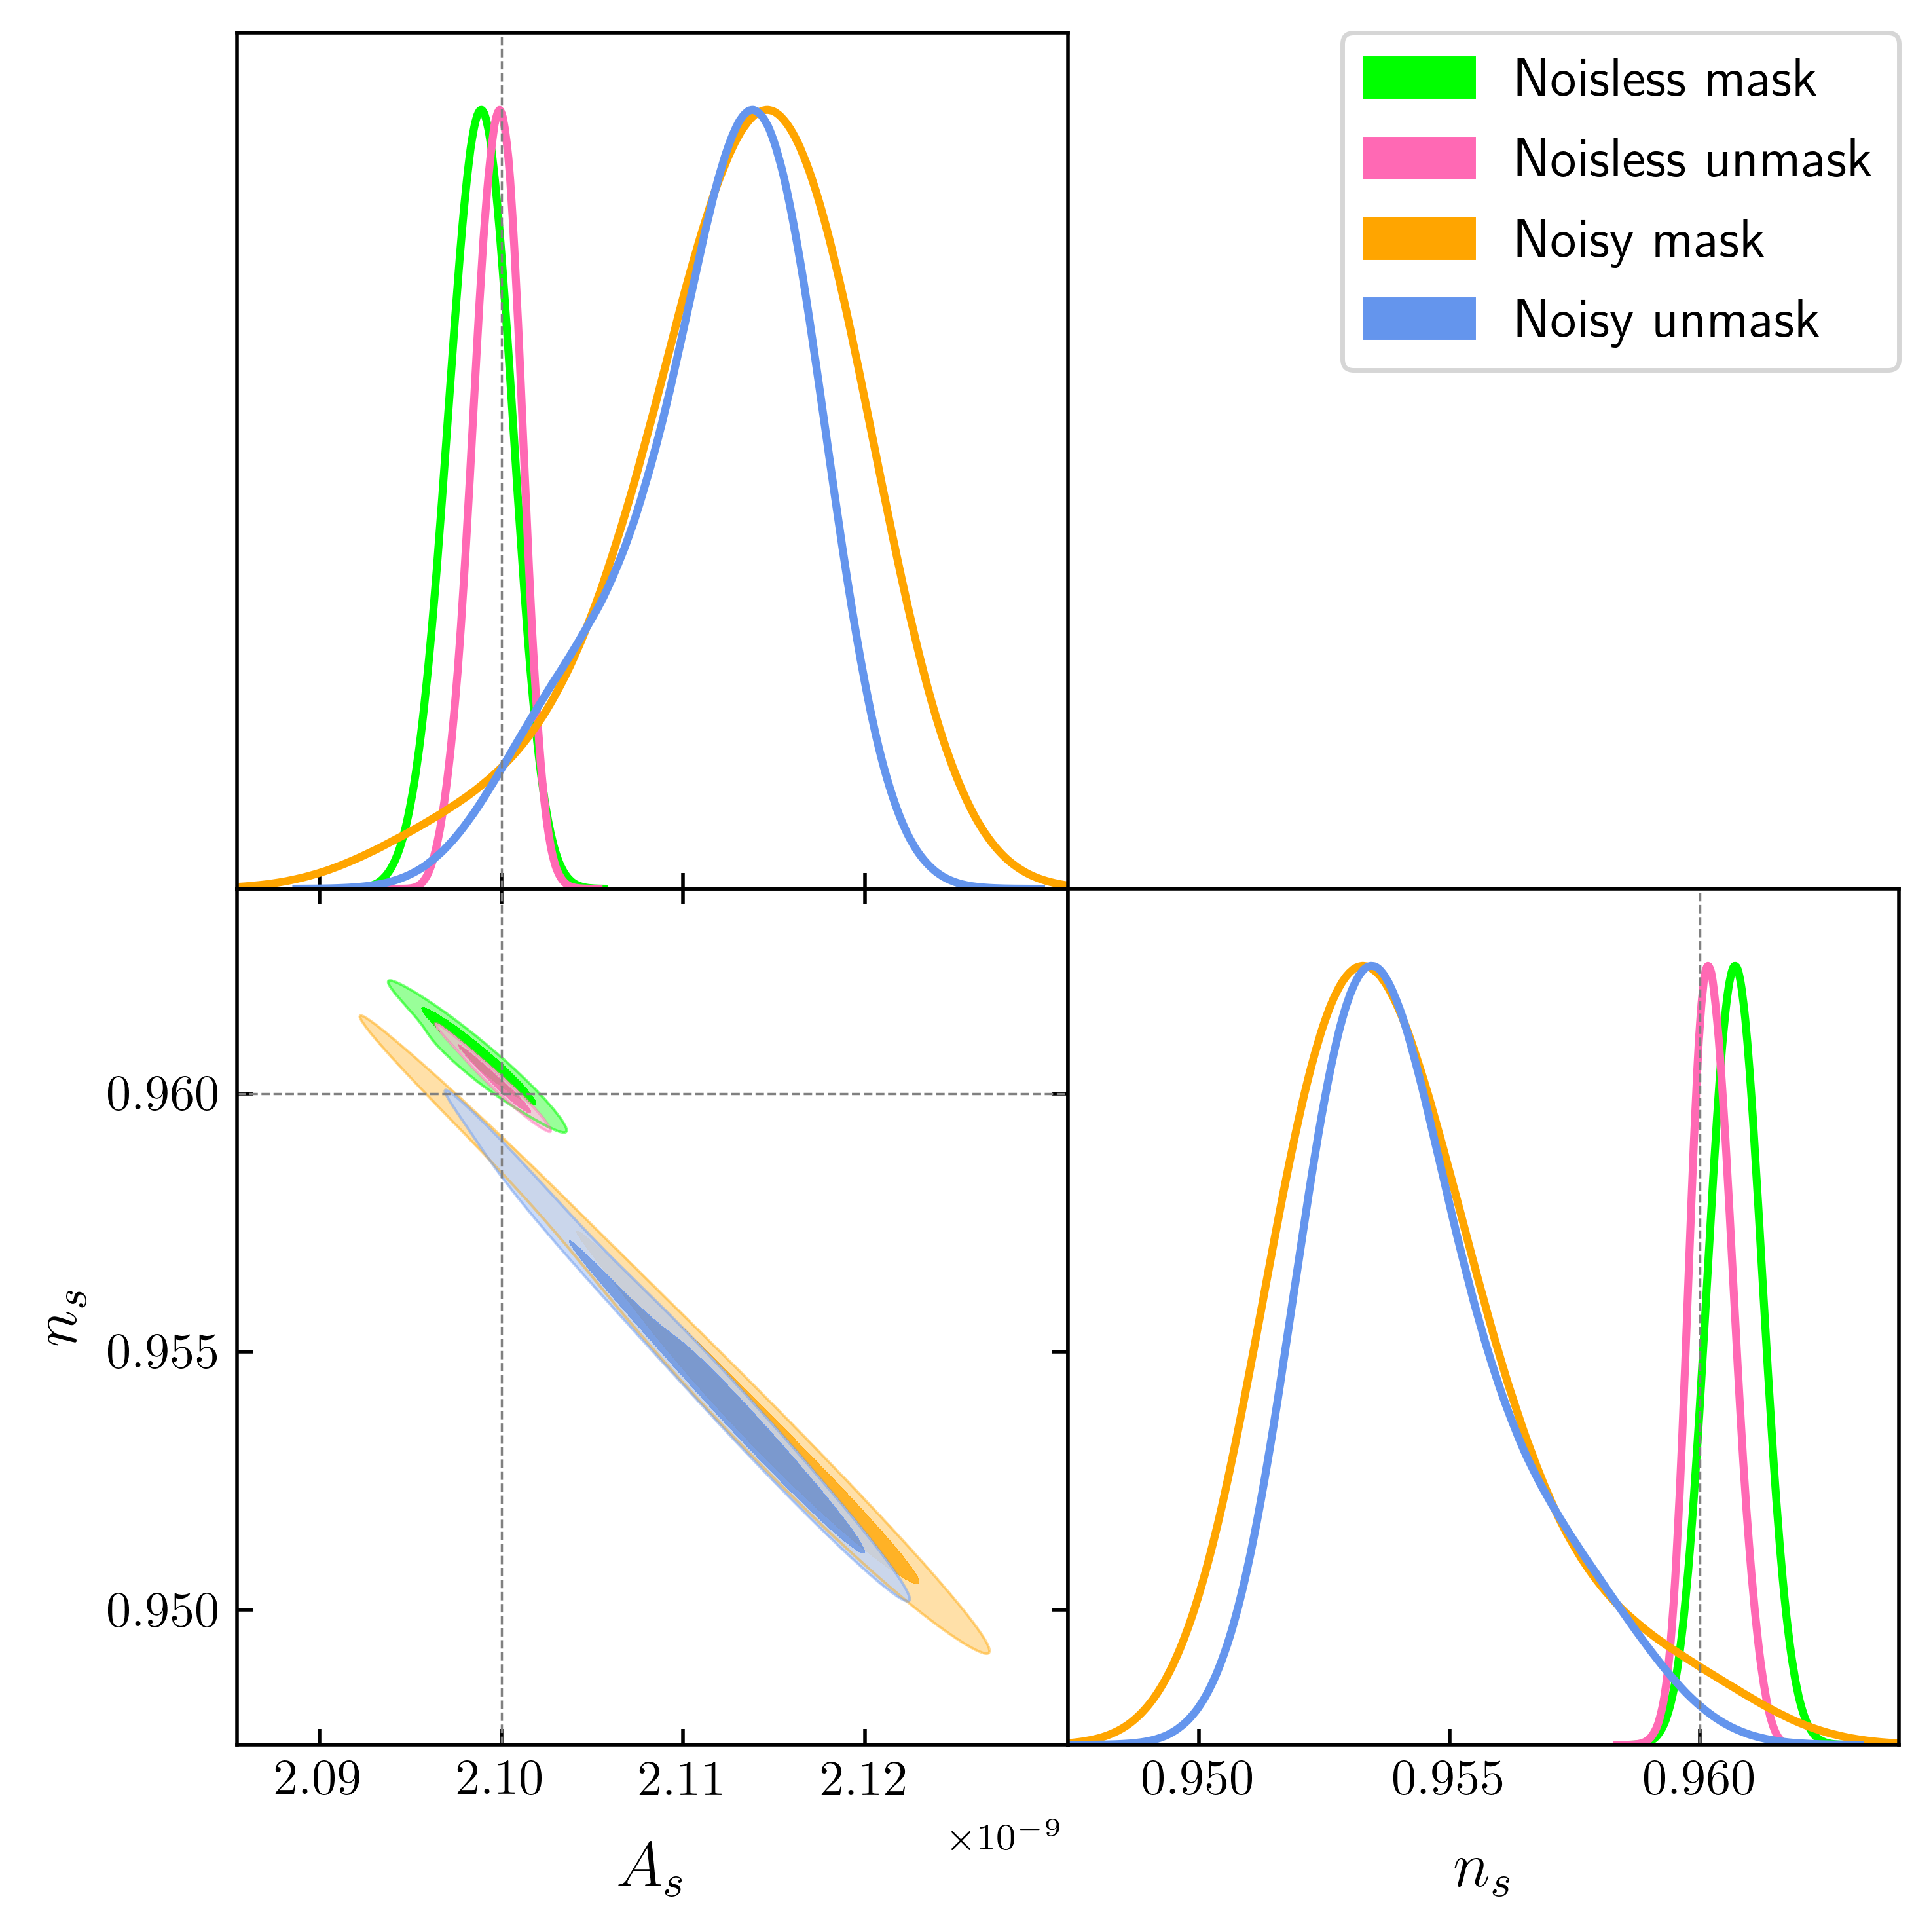 Noisless mask
Noisless unmask
Noisy mask
Noisy unmask
0.960
0.955
0.950
n_s
2.09 2.10 2.11 2.12
×10⁻⁹
A_s
0.950 0.955 0.960
n_s